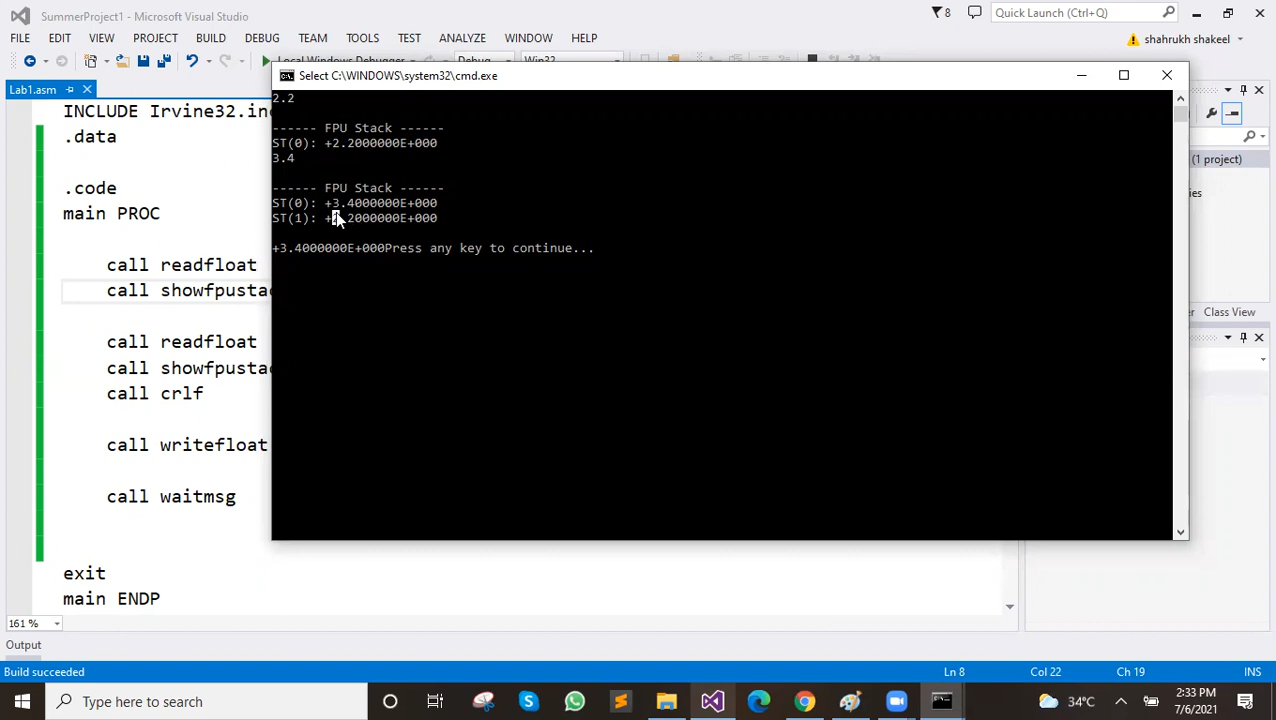 SummerProject1 - Microsoft Visual Studio
8
Quick Launch (Ctrl+Q)
FILE EDIT VIEW PROJECT BUILD DEBUG TEAM TOOLS TEST ANALYZE WINDOW HELP
shahrukh shakeel
Local Windows Debugger Debug Win32
Lab1.asm
Select C:\WINDOWS\system32\cmd.exe
INCLUDE Irvine32.in
.data
.code
main PROC
call readfloat
call showfpusta
call readfloat
call showfpusta
call crlf
call writefloat
call waitmsg
exit
main ENDP
2.2
------ FPU Stack ------
ST(0): +2.2000000E+000
3.4
------ FPU Stack ------
ST(0): +3.4000000E+000
ST(1): +2.2000000E+000
+3.4000000E+000Press any key to continue...
(1 project)
Class View
161 %
Output
Build succeeded
Ln 8 Col 22 Ch 19 INS
Type here to search
34°C
2:33 PM
7/6/2021